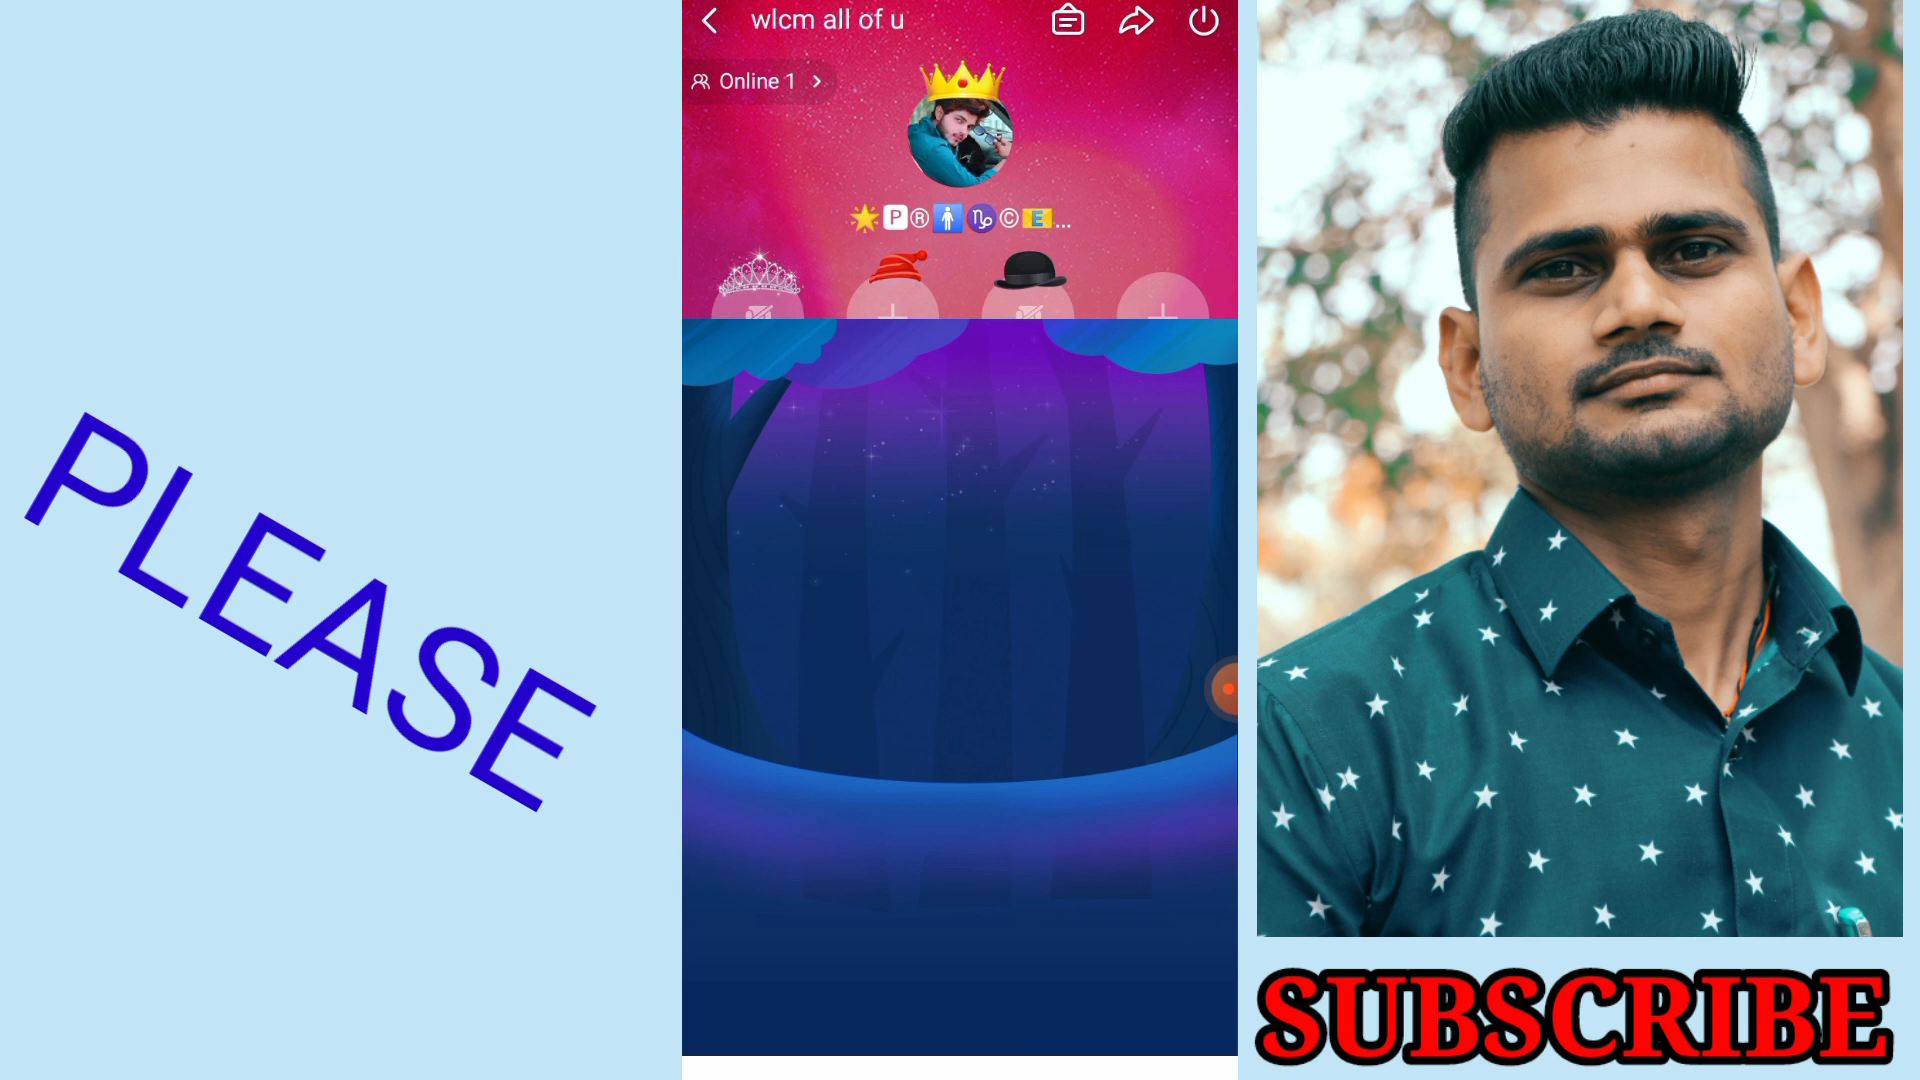 PLEASE
wlcm all of u
Online 1
🌟🅿®🚹♑©📧...
SUBSCRIBE